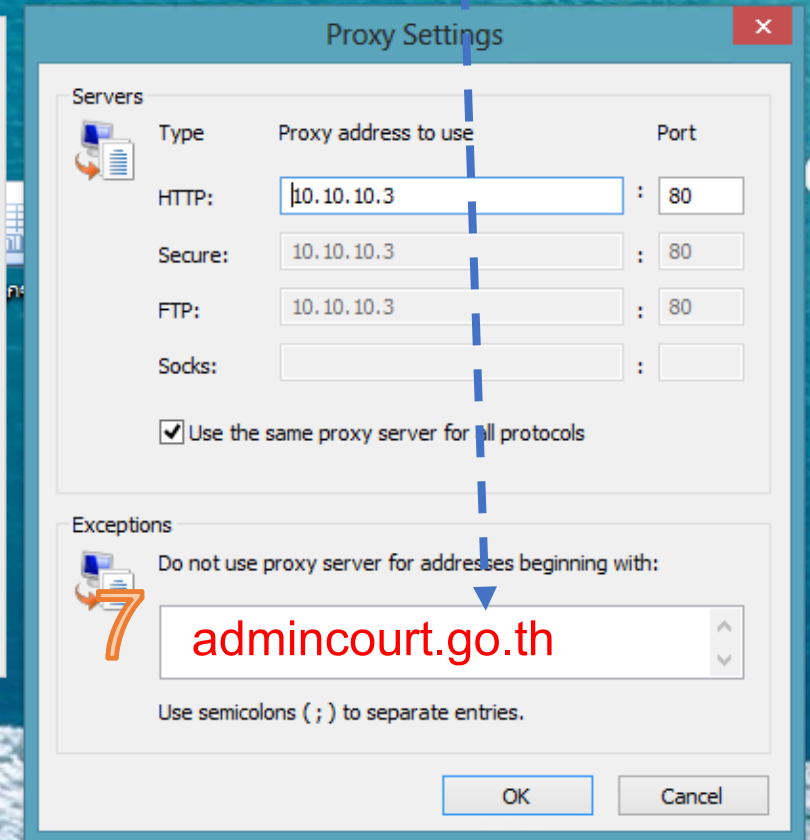 Proxy Settings
Servers
Type Proxy address to use Port
HTTP: 10.10.10.3 : 80
Secure: 10.10.10.3 : 80
FTP: 10.10.10.3 : 80
Socks: :
Use the same proxy server for all protocols
Exceptions
Do not use proxy server for addresses beginning with:
7 admincourt.go.th
Use semicolons ( ; ) to separate entries.
OK Cancel